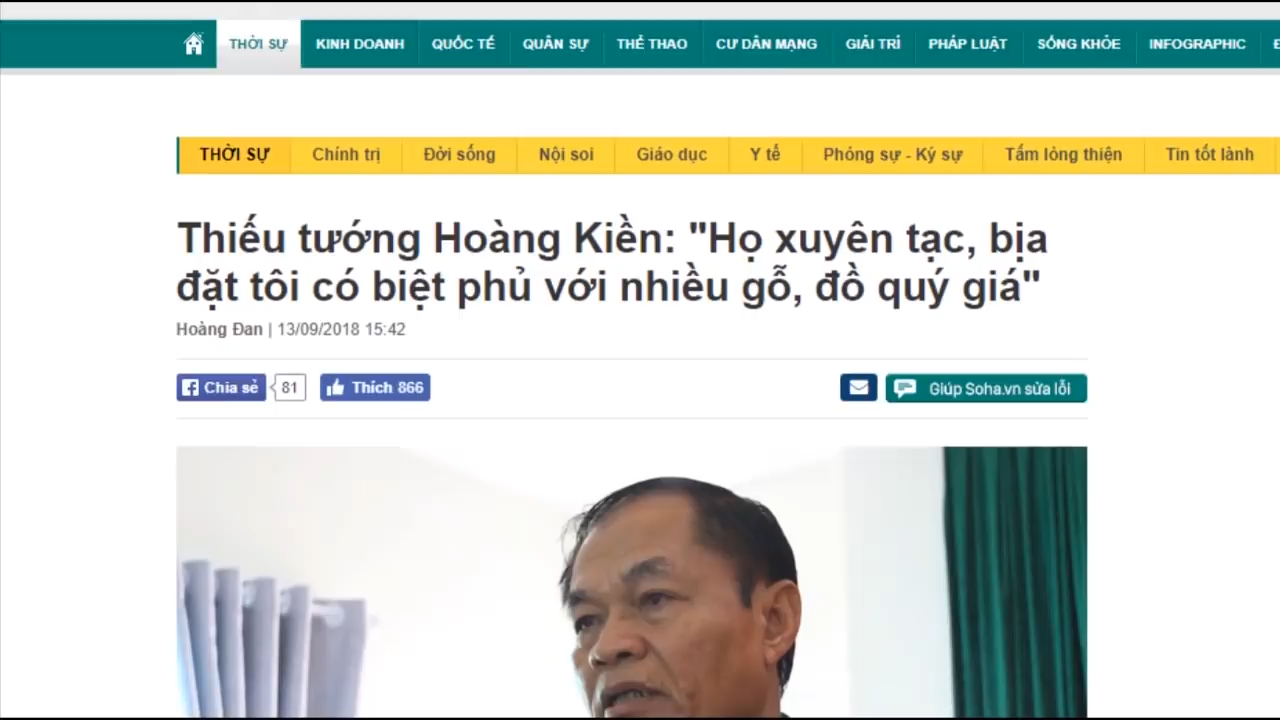 THỜI SỰ KINH DOANH QUỐC TẾ QUÂN SỰ THỂ THAO CƯ DÂN MẠNG GIẢI TRÍ PHÁP LUẬT SỐNG KHỎE INFOGRAPHIC
THỜI SỰ Chính trị Đời sống Nội soi Giáo dục Y tế Phóng sự - Ký sự Tấm lòng thiện Tin tốt lành
Thiếu tướng Hoàng Kiền: "Họ xuyên tạc, bịa
đặt tôi có biệt phủ với nhiều gỗ, đồ quý giá"
Hoàng Đan | 13/09/2018 15:42
Chia sẻ 81 Thích 866 Giúp Soha.vn sửa lỗi